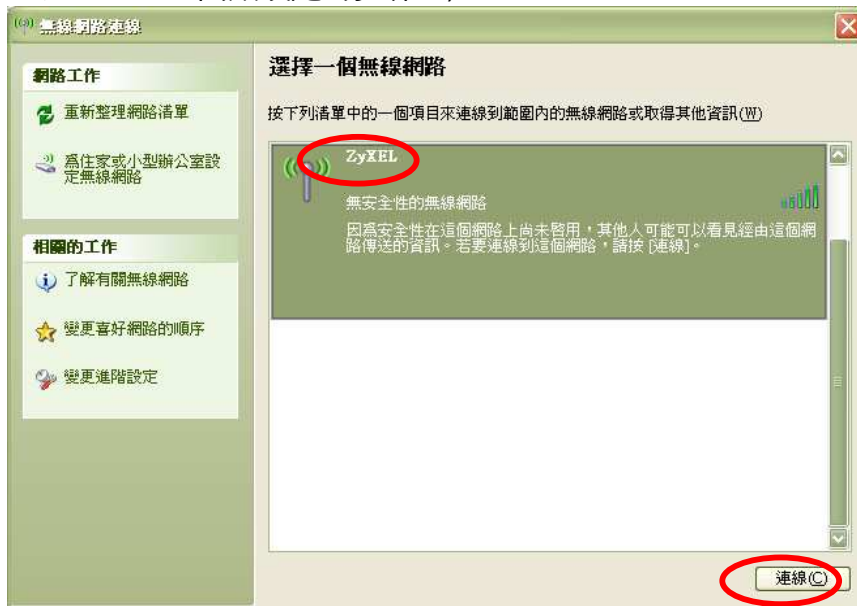 無線網路連線
網路工作
重新整理網路清單
為住家或小型辦公室設
定無線網路
相關的工作
了解有關無線網路
變更喜好網路的順序
變更進階設定
選擇一個無線網路
按下列清單中的一個項目來連線到範圍內的無線網路或取得其他資訊(W)
ZyXEL
無安全性的無線網路
因為安全性在這個網路上尚未啓用,其他人可能可以看見經由這個網
路傳送的資訊。若要連線到這個網路,請按 [連線]。
連線(C)